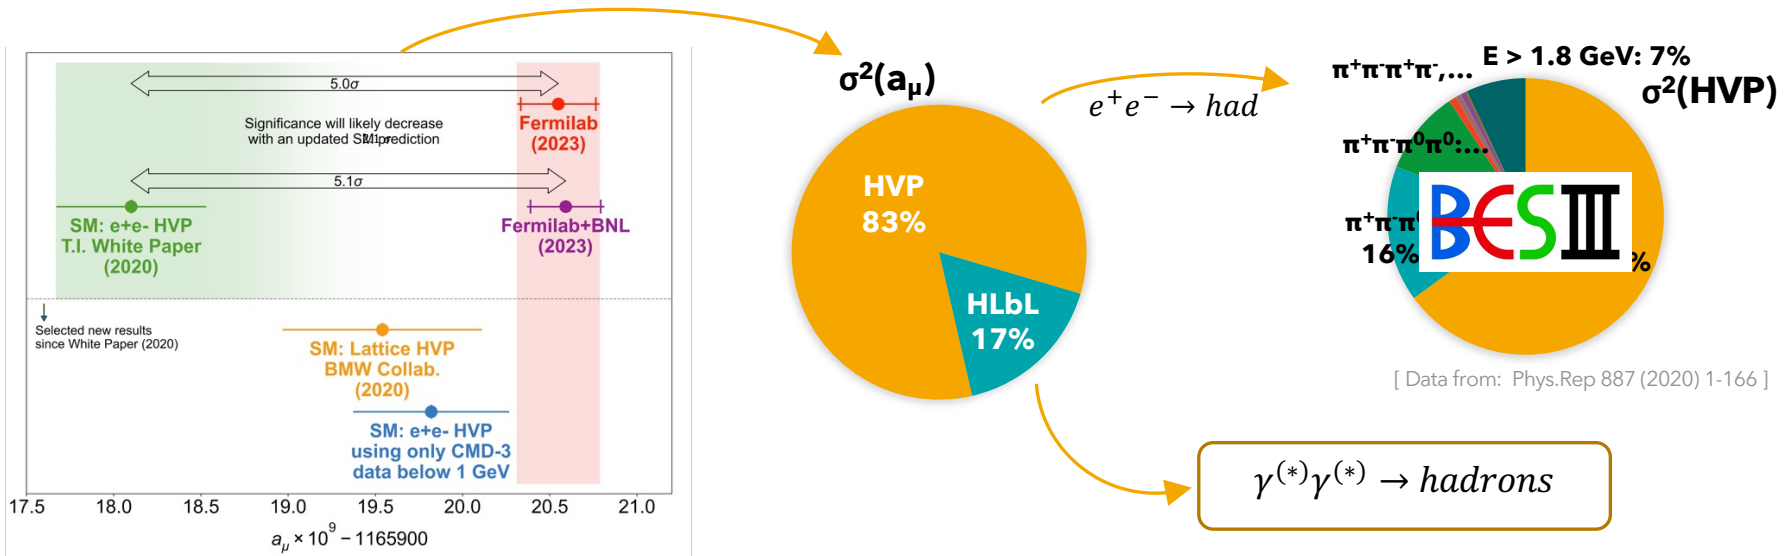 5.0σ
Significance will likely decrease
with an updated SM prediction
Fermilab
(2023)
5.1σ
SM: e+e- HVP
T.I. White Paper
(2020)
Fermilab+BNL
(2023)
Selected new results
since White Paper (2020)
SM: Lattice HVP
BMW Collab.
(2020)
SM: e+e- HVP
using only CMD-3
data below 1 GeV
17.5 18.0 18.5 19.0 19.5 20.0 20.5 21.0
aμ × 10⁹ − 1165900
σ²(aμ)
HVP
83%
HLbL
17%
e⁺e⁻ → had
π⁺π⁻π⁺π⁻,...
E > 1.8 GeV: 7%
σ²(HVP)
π⁺π⁻π⁰π⁰:...
π⁺π⁻π⁰
16%
BESIII
%
[ Data from: Phys.Rep 887 (2020) 1-166 ]
γ⁽*⁾γ⁽*⁾ → hadrons